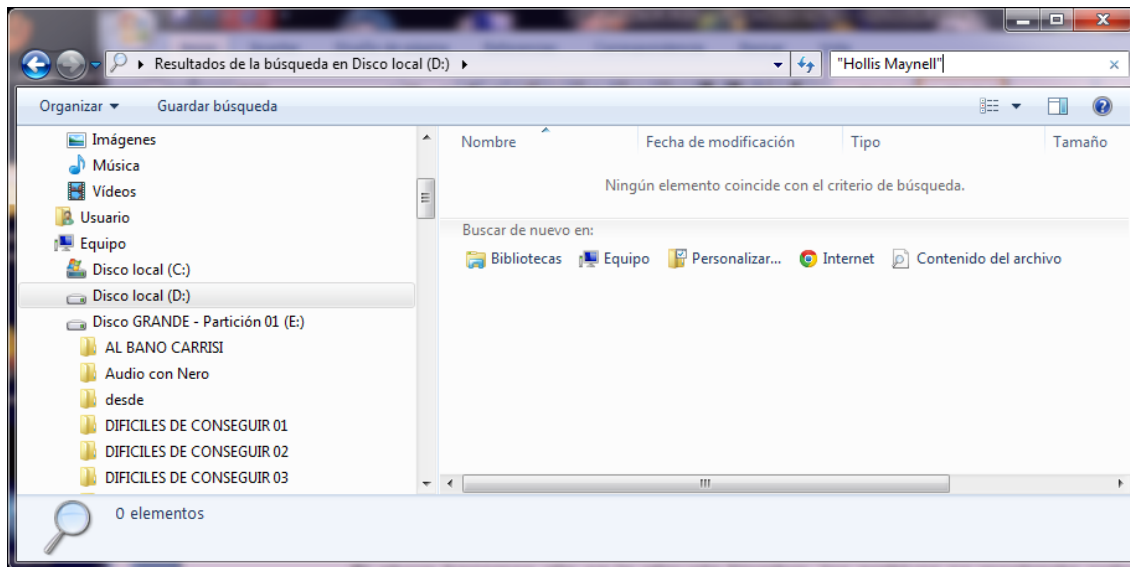 Resultados de la búsqueda en Disco local (D:)
"Hollis Maynell"
Organizar
Guardar búsqueda
Imágenes
Música
Vídeos
Usuario
Equipo
Disco local (C:)
Disco local (D:)
Disco GRANDE - Partición 01 (E:)
AL BANO CARRISI
Audio con Nero
desde
DIFICILES DE CONSEGUIR 01
DIFICILES DE CONSEGUIR 02
DIFICILES DE CONSEGUIR 03
Nombre Fecha de modificación Tipo Tamaño
Ningún elemento coincide con el criterio de búsqueda.
Buscar de nuevo en:
Bibliotecas Equipo Personalizar... Internet Contenido del archivo
0 elementos